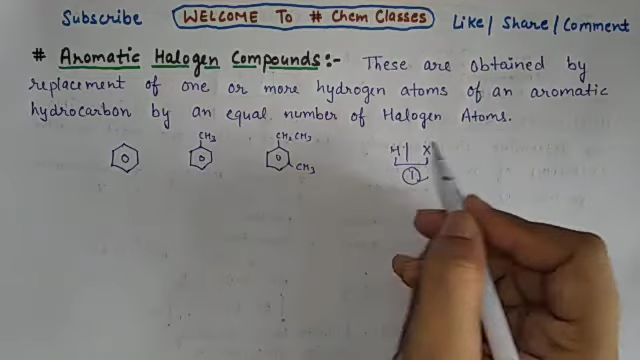 Subscribe WELCOME To # Chem Classes Like/ Share/ Comment
# Aromatic Halogen Compounds:- These are obtained by
replacement of one or more hydrogen atoms of an aromatic
hydrocarbon by an equal number of Halogen Atoms.
CH3 CH2CH3 H X
CH3 1